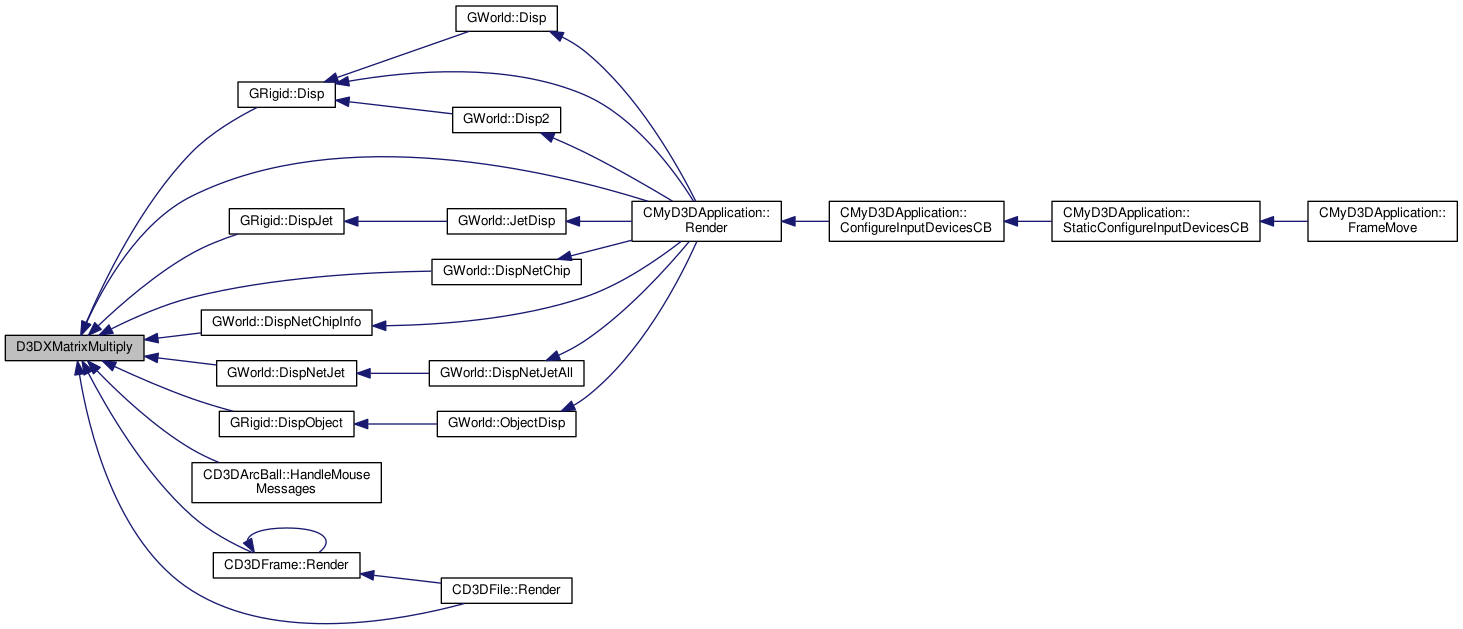 GWorld::Disp
GRigid::Disp
GWorld::Disp2
CMyD3DApplication::
Render
CMyD3DApplication::
ConfigureInputDevicesCB
CMyD3DApplication::
StaticConfigureInputDevicesCB
CMyD3DApplication::
FrameMove
GRigid::DispJet
GWorld::JetDisp
GWorld::DispNetChip
GWorld::DispNetChipInfo
D3DXMatrixMultiply
GWorld::DispNetJet
GWorld::DispNetJetAll
GRigid::DispObject
GWorld::ObjectDisp
CD3DArcBall::HandleMouse
Messages
CD3DFrame::Render
CD3DFile::Render